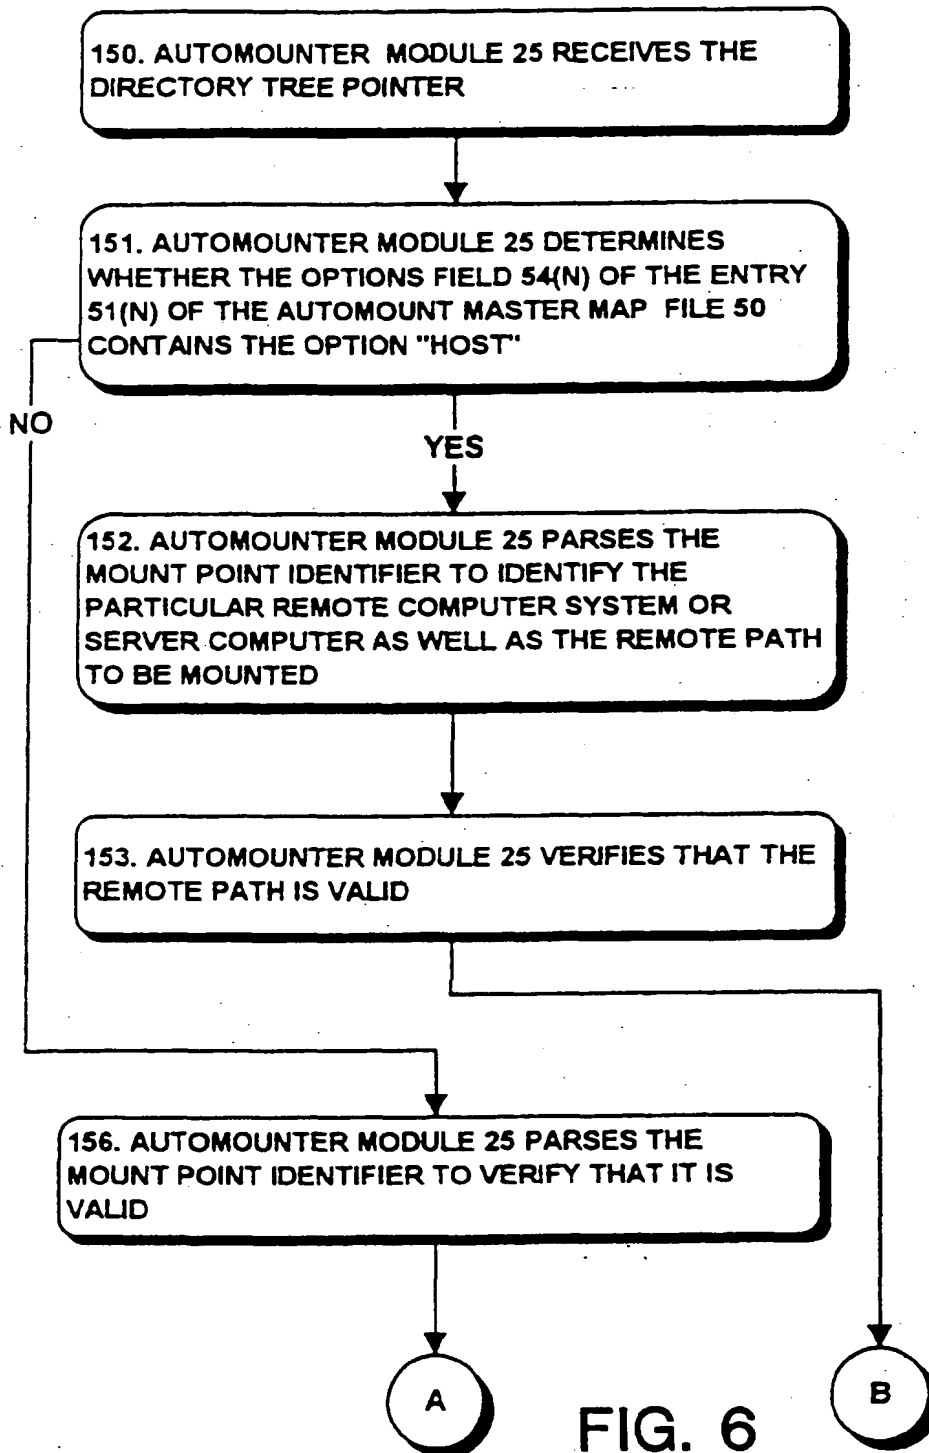 150. AUTOMOUNTER MODULE 25 RECEIVES THE
DIRECTORY TREE POINTER
151. AUTOMOUNTER MODULE 25 DETERMINES
WHETHER THE OPTIONS FIELD 54(N) OF THE ENTRY
51(N) OF THE AUTOMOUNT MASTER MAP FILE 50
CONTAINS THE OPTION "HOST"
NO
YES
152. AUTOMOUNTER MODULE 25 PARSES THE
MOUNT POINT IDENTIFIER TO IDENTIFY THE
PARTICULAR REMOTE COMPUTER SYSTEM OR
SERVER COMPUTER AS WELL AS THE REMOTE PATH
TO BE MOUNTED
153. AUTOMOUNTER MODULE 25 VERIFIES THAT THE
REMOTE PATH IS VALID
156. AUTOMOUNTER MODULE 25 PARSES THE
MOUNT POINT IDENTIFIER TO VERIFY THAT IT IS
VALID
A
B
FIG. 6